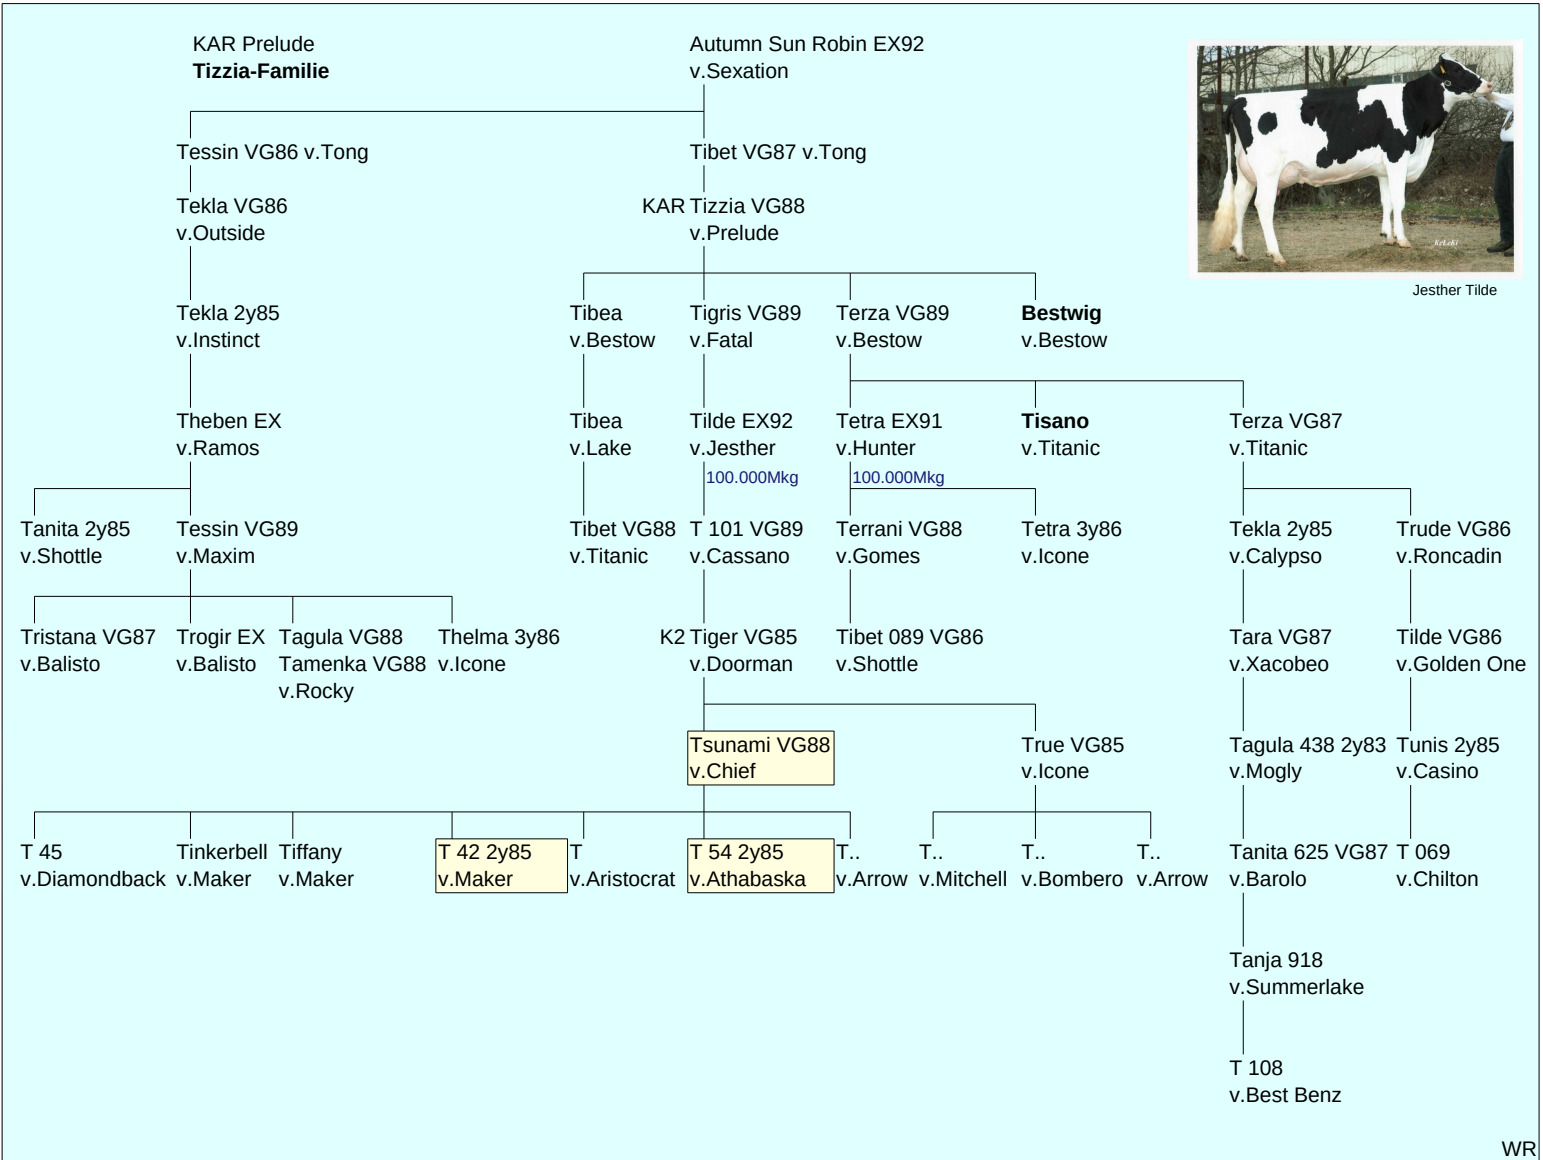 KAR Prelude
Tizzia-Familie
Autumn Sun Robin EX92
v.Sexation
Jesther Tilde
Tessin VG86 v.Tong
Tibet VG87 v.Tong
Tekla VG86
v.Outside
KAR Tizzia VG88
v.Prelude
Tekla 2y85
v.Instinct
Tibea
v.Bestow
Tigris VG89
v.Fatal
Terza VG89
v.Bestow
Bestwig
v.Bestow
Theben EX
v.Ramos
Tibea
v.Lake
Tilde EX92
v.Jesther
100.000Mkg
Tetra EX91
v.Hunter
100.000Mkg
Tisano
v.Titanic
Terza VG87
v.Titanic
Tanita 2y85
v.Shottle
Tessin VG89
v.Maxim
Tibet VG88
v.Titanic
T 101 VG89
v.Cassano
Terrani VG88
v.Gomes
Tetra 3y86
v.Icone
Tekla 2y85
v.Calypso
Trude VG86
v.Roncadin
Tristana VG87
v.Balisto
Trogir EX
v.Balisto
Tagula VG88
Tamenka VG88
v.Rocky
Thelma 3y86
v.Icone
K2 Tiger VG85
v.Doorman
Tibet 089 VG86
v.Shottle
Tara VG87
v.Xacobeo
Tilde VG86
v.Golden One
Tsunami VG88
v.Chief
True VG85
v.Icone
Tagula 438 2y83
v.Mogly
Tunis 2y85
v.Casino
T 45
v.Diamondback
Tinkerbell
v.Maker
Tiffany
v.Maker
T 42 2y85
v.Maker
T
v.Aristocrat
T 54 2y85
v.Athabaska
T..
v.Arrow
T..
v.Mitchell
T..
v.Bombero
T..
v.Arrow
Tanita 625 VG87
v.Barolo
T 069
v.Chilton
Tanja 918
v.Summerlake
T 108
v.Best Benz
WR